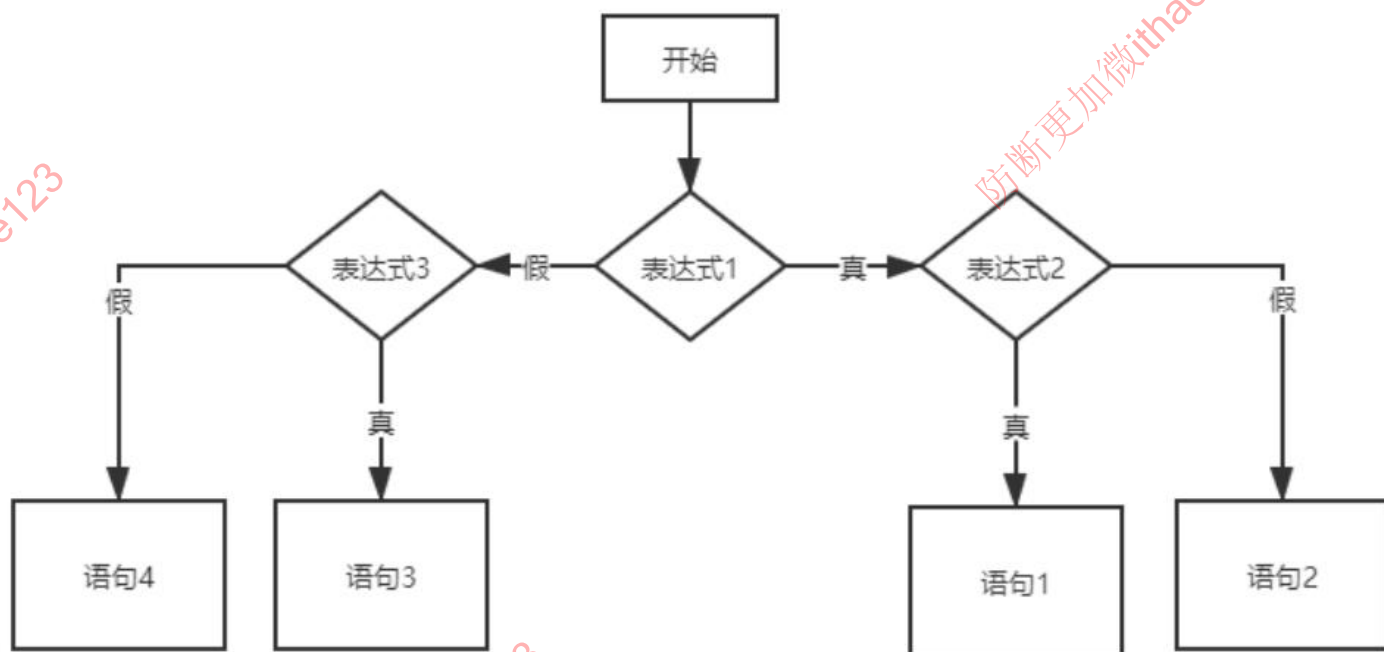 开始
防断更加微ithao
e123
表达式3
假
表达式1
真
表达式2
假
假
真
真
语句4
语句3
语句1
语句2